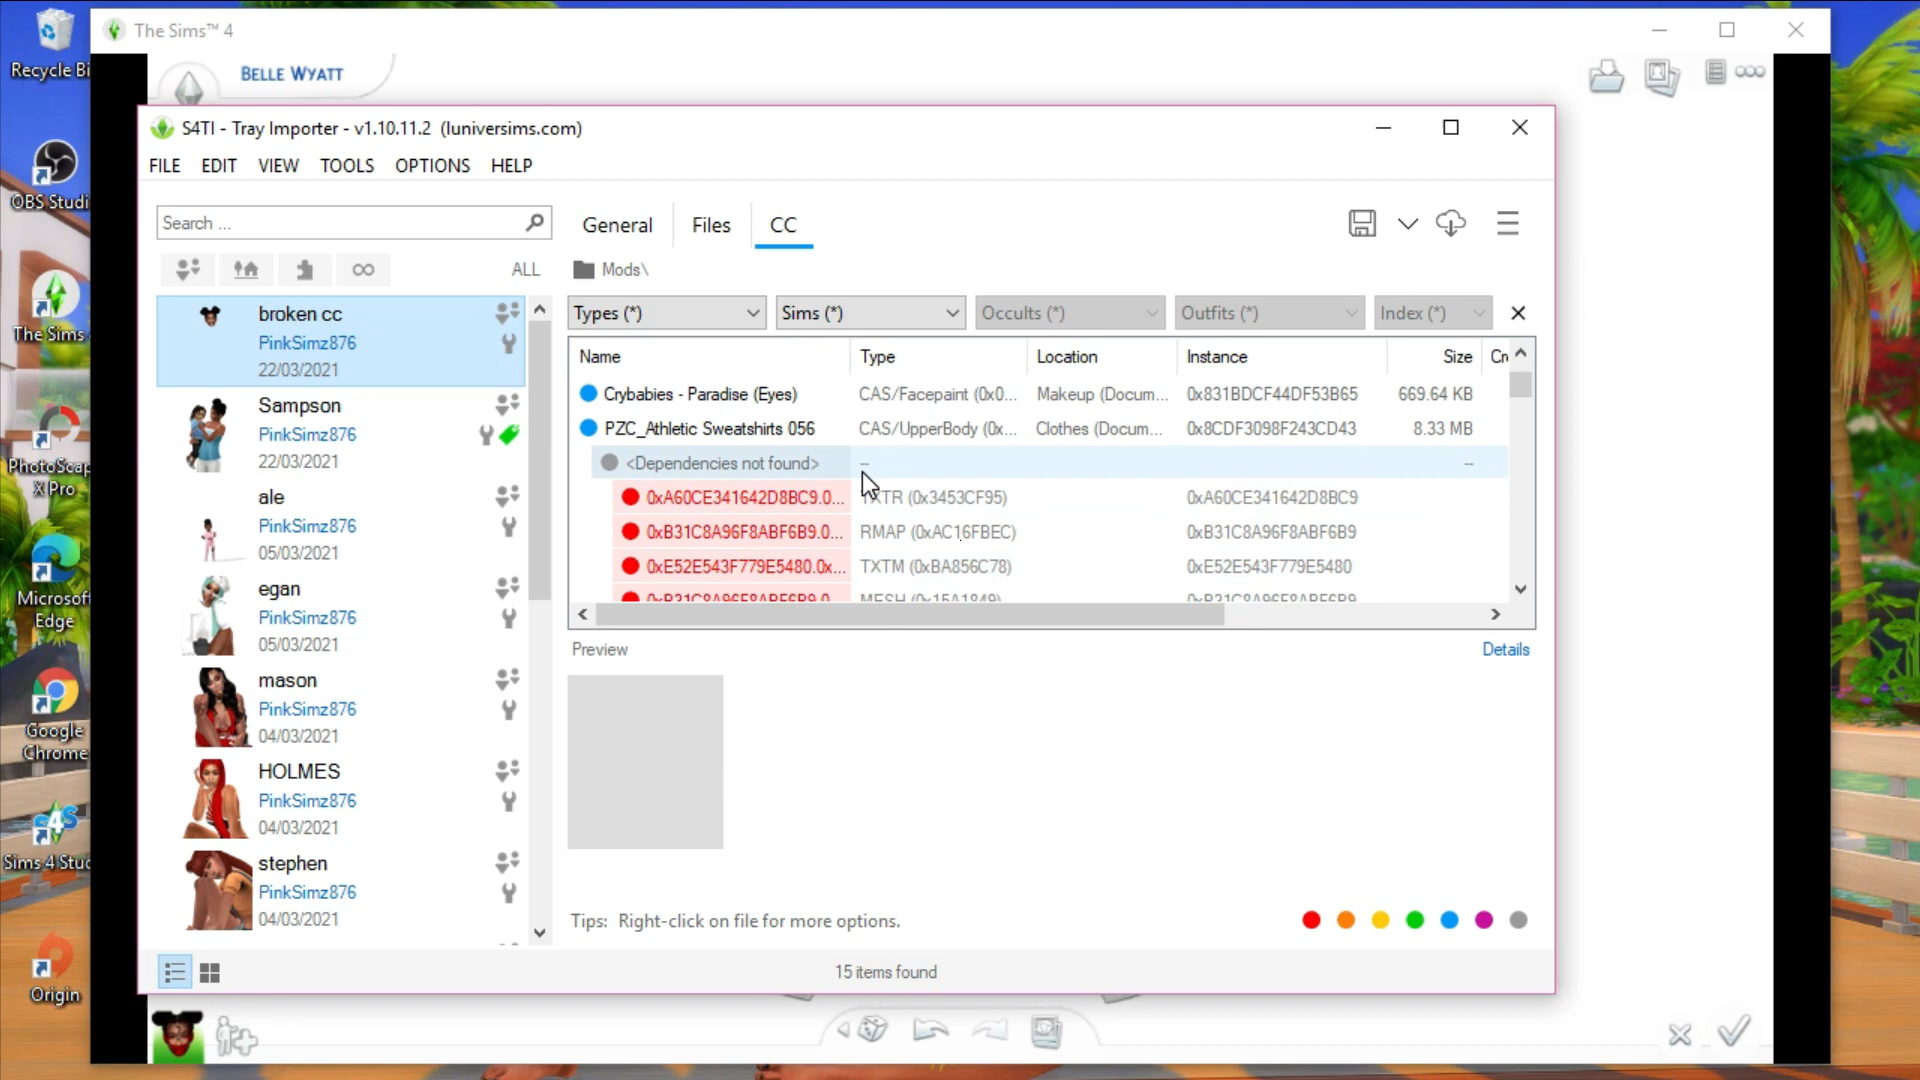 Recycle Bi
OBS Studi
The Sims
PhotoScap
X Pro
Microsof
Edge
Google
Chrome
Sims 4 Stud
Origin
The Sims™ 4
BELLE WYATT
S4TI - Tray Importer - v1.10.11.2 (luniversims.com)
FILE EDIT VIEW TOOLS OPTIONS HELP
Search ...
ALL
broken cc
PinkSimz876
22/03/2021
Sampson
PinkSimz876
22/03/2021
ale
PinkSimz876
05/03/2021
egan
PinkSimz876
05/03/2021
mason
PinkSimz876
04/03/2021
HOLMES
PinkSimz876
04/03/2021
stephen
PinkSimz876
04/03/2021
General Files CC
Mods\
Types (*) Sims (*) Occults (*) Outfits (*) Index (*)
Name Type Location Instance Size Cr
Crybabies - Paradise (Eyes) CAS/Facepaint (0x0... Makeup (Docum... 0x831BDCF44DF53B65 669.64 KB
PZC_Athletic Sweatshirts 056 CAS/UpperBody (0x... Clothes (Docum... 0x8CDF3098F243CD43 8.33 MB
<Dependencies not found> -- --
0xA60CE341642D8BC9.0... TXTR (0x3453CF95) 0xA60CE341642D8BC9
0xB31C8A96F8ABF6B9.0... RMAP (0xAC16FBEC) 0xB31C8A96F8ABF6B9
0xE52E543F779E5480.0x... TXTM (0xBA856C78) 0xE52E543F779E5480
0xB31C8A96F8ABF6B9.0... MESH (0x15A1849) 0xB31C8A96F8ABF6B9
Preview Details
Tips: Right-click on file for more options.
15 items found